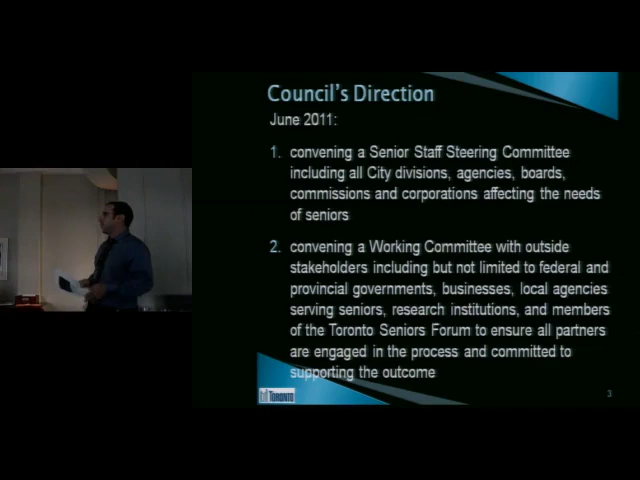 Council's Direction
June 2011:
1. convening a Senior Staff Steering Committee
including all City divisions, agencies, boards,
commissions and corporations affecting the needs
of seniors
2. convening a Working Committee with outside
stakeholders including but not limited to federal and
provincial governments, businesses, local agencies
serving seniors, research institutions, and members
of the Toronto Seniors Forum to ensure all partners
are engaged in the process and committed to
supporting the outcome
TORONTO
3